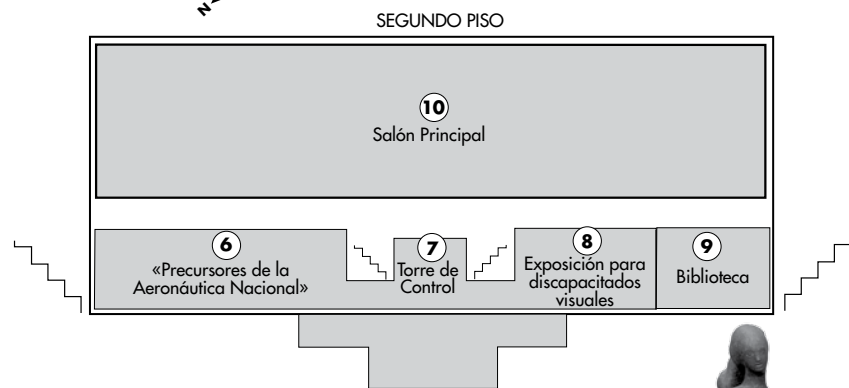 N
SEGUNDO PISO
10
Salón Principal
6
«Precursores de la
Aeronáutica Nacional»
7
Torre de
Control
8
Exposición para
discapacitados
visuales
9
Biblioteca